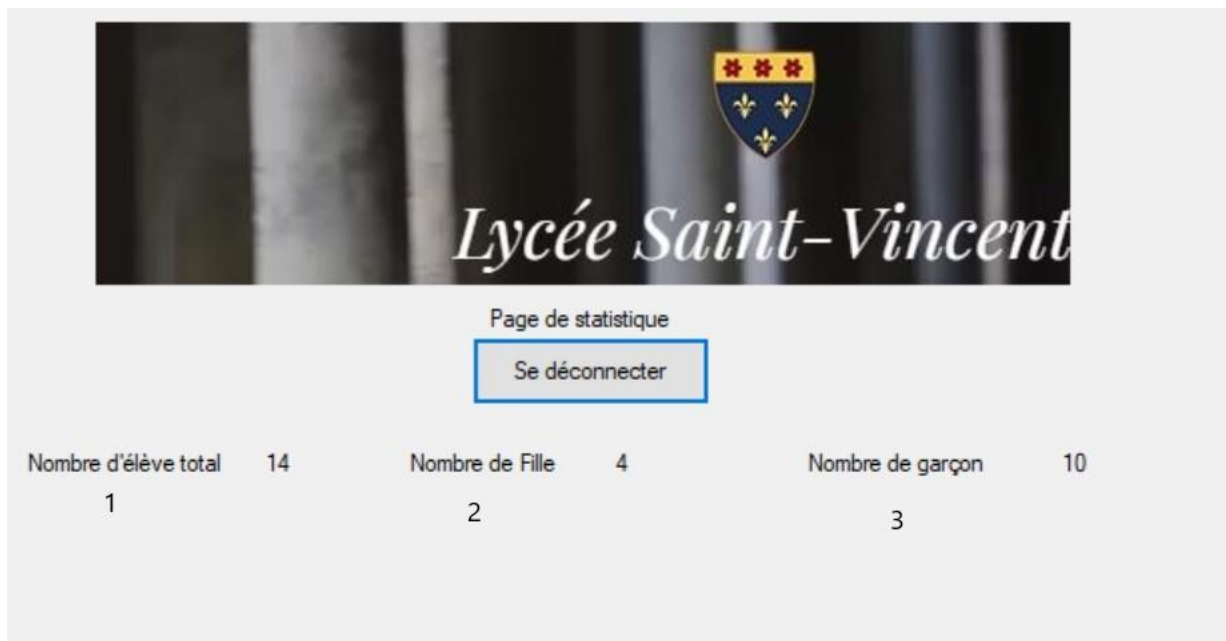 Lycée Saint-Vincent
Page de statistique
Se déconnecter
Nombre d'élève total 14 Nombre de Fille 4 Nombre de garçon 10
1 2 3